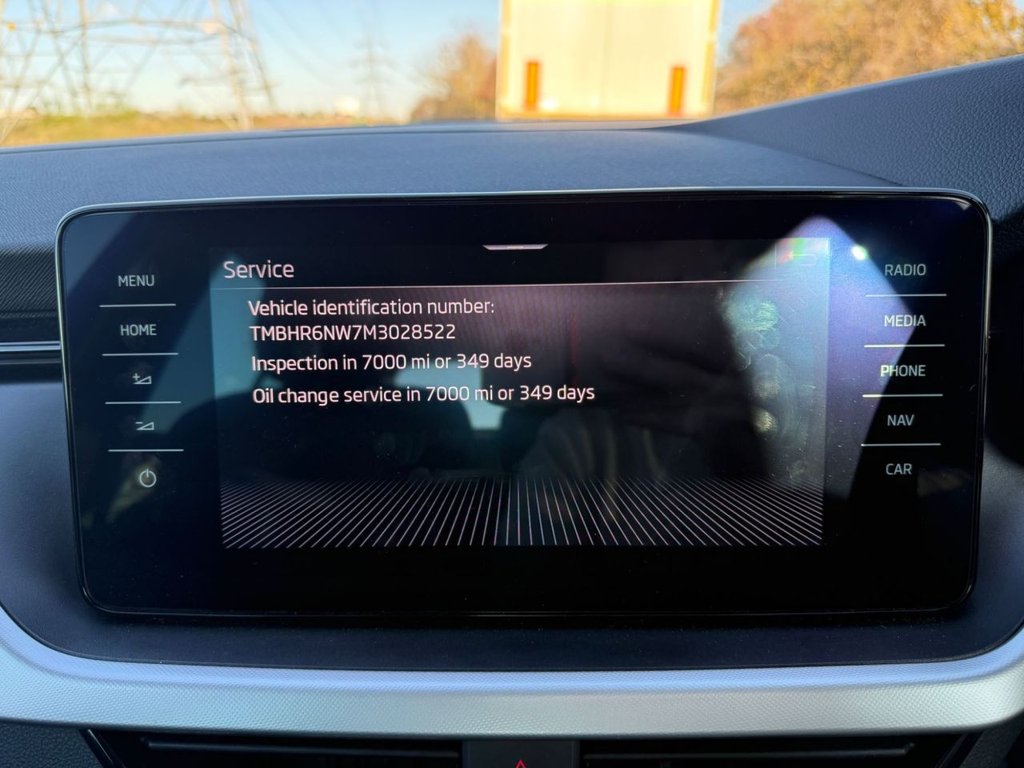 Service
Vehicle identification number:
TMBHR6NW7M3028522
Inspection in 7000 mi or 349 days
Oil change service in 7000 mi or 349 days
MENU
HOME
RADIO
MEDIA
PHONE
NAV
CAR